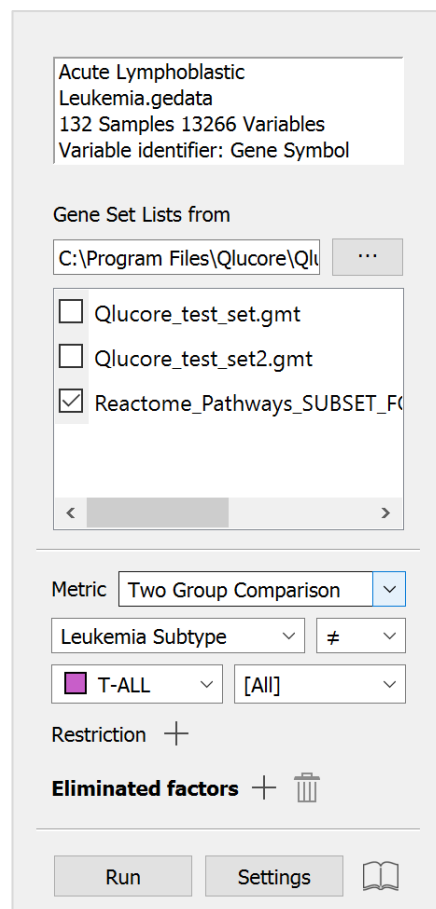 Acute Lymphoblastic
Leukemia.gedata
132 Samples 13266 Variables
Variable identifier: Gene Symbol
Gene Set Lists from
C:\Program Files\Qlucore\Qlu ...
Qlucore_test_set.gmt
Qlucore_test_set2.gmt
Reactome_Pathways_SUBSET_FO
Metric Two Group Comparison
Leukemia Subtype ≠
T-ALL [All]
Restriction +
Eliminated factors +
Run Settings